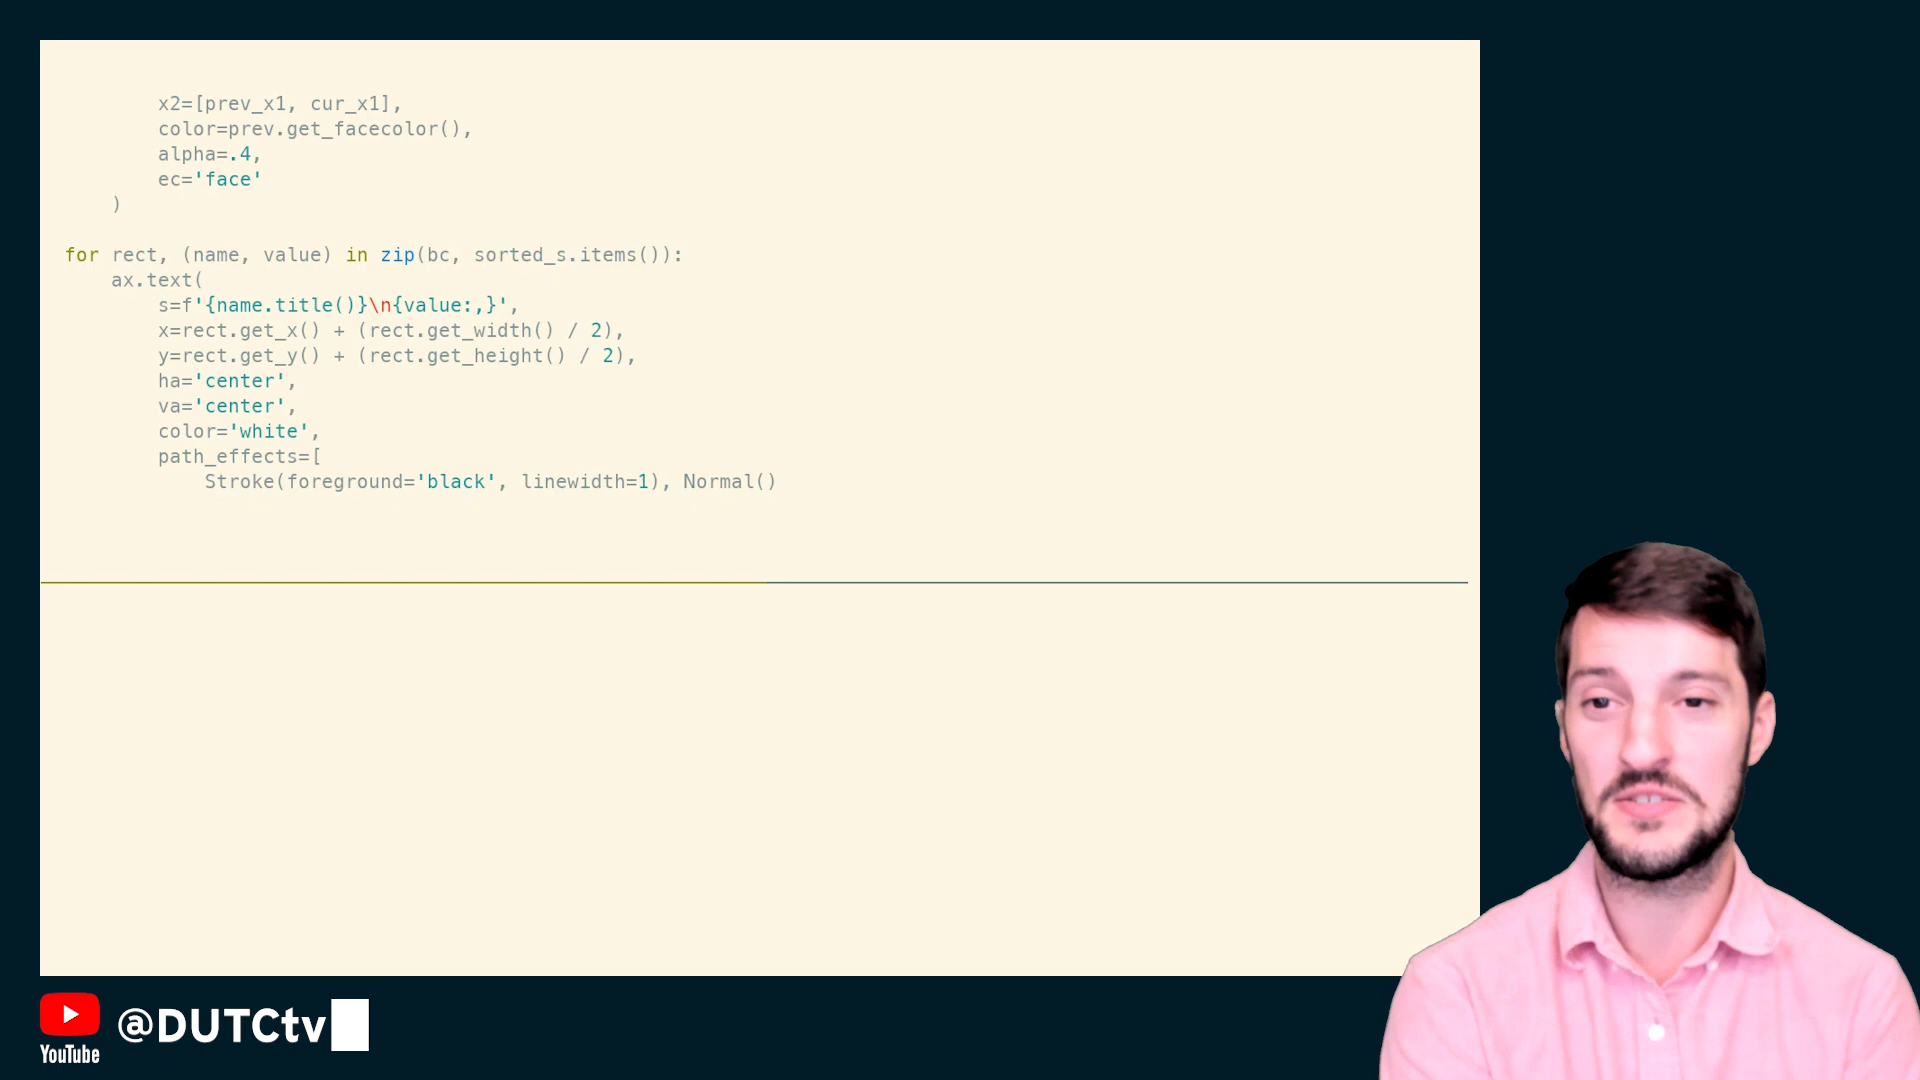 x2=[prev_x1, cur_x1],
color=prev.get_facecolor(),
alpha=.4,
ec='face'
)
for rect, (name, value) in zip(bc, sorted_s.items()):
ax.text(
s=f'{name.title()}\n{value:,}',
x=rect.get_x() + (rect.get_width() / 2),
y=rect.get_y() + (rect.get_height() / 2),
ha='center',
va='center',
color='white',
path_effects=[
Stroke(foreground='black', linewidth=1), Normal()
@DUTCtv
YouTube